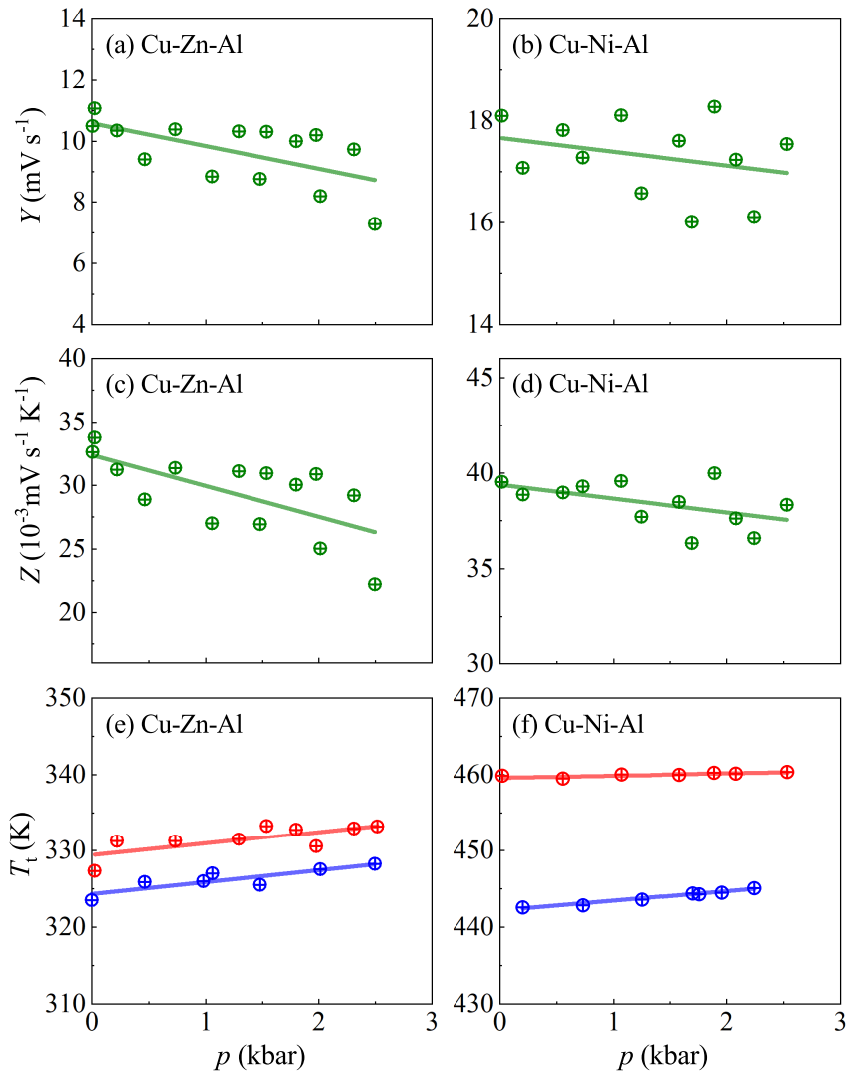 (a) Cu-Zn-Al
(b) Cu-Ni-Al
Y (mV s⁻¹)
14
12
10
8
6
4
20
18
16
14
(c) Cu-Zn-Al
(d) Cu-Ni-Al
Z (10⁻³mV s⁻¹ K⁻¹)
40
35
30
25
20
45
40
35
30
(e) Cu-Zn-Al
(f) Cu-Ni-Al
Tₜ (K)
350
340
330
320
310
470
460
450
440
430
0 1 2 3
0 1 2 3
p (kbar)
p (kbar)